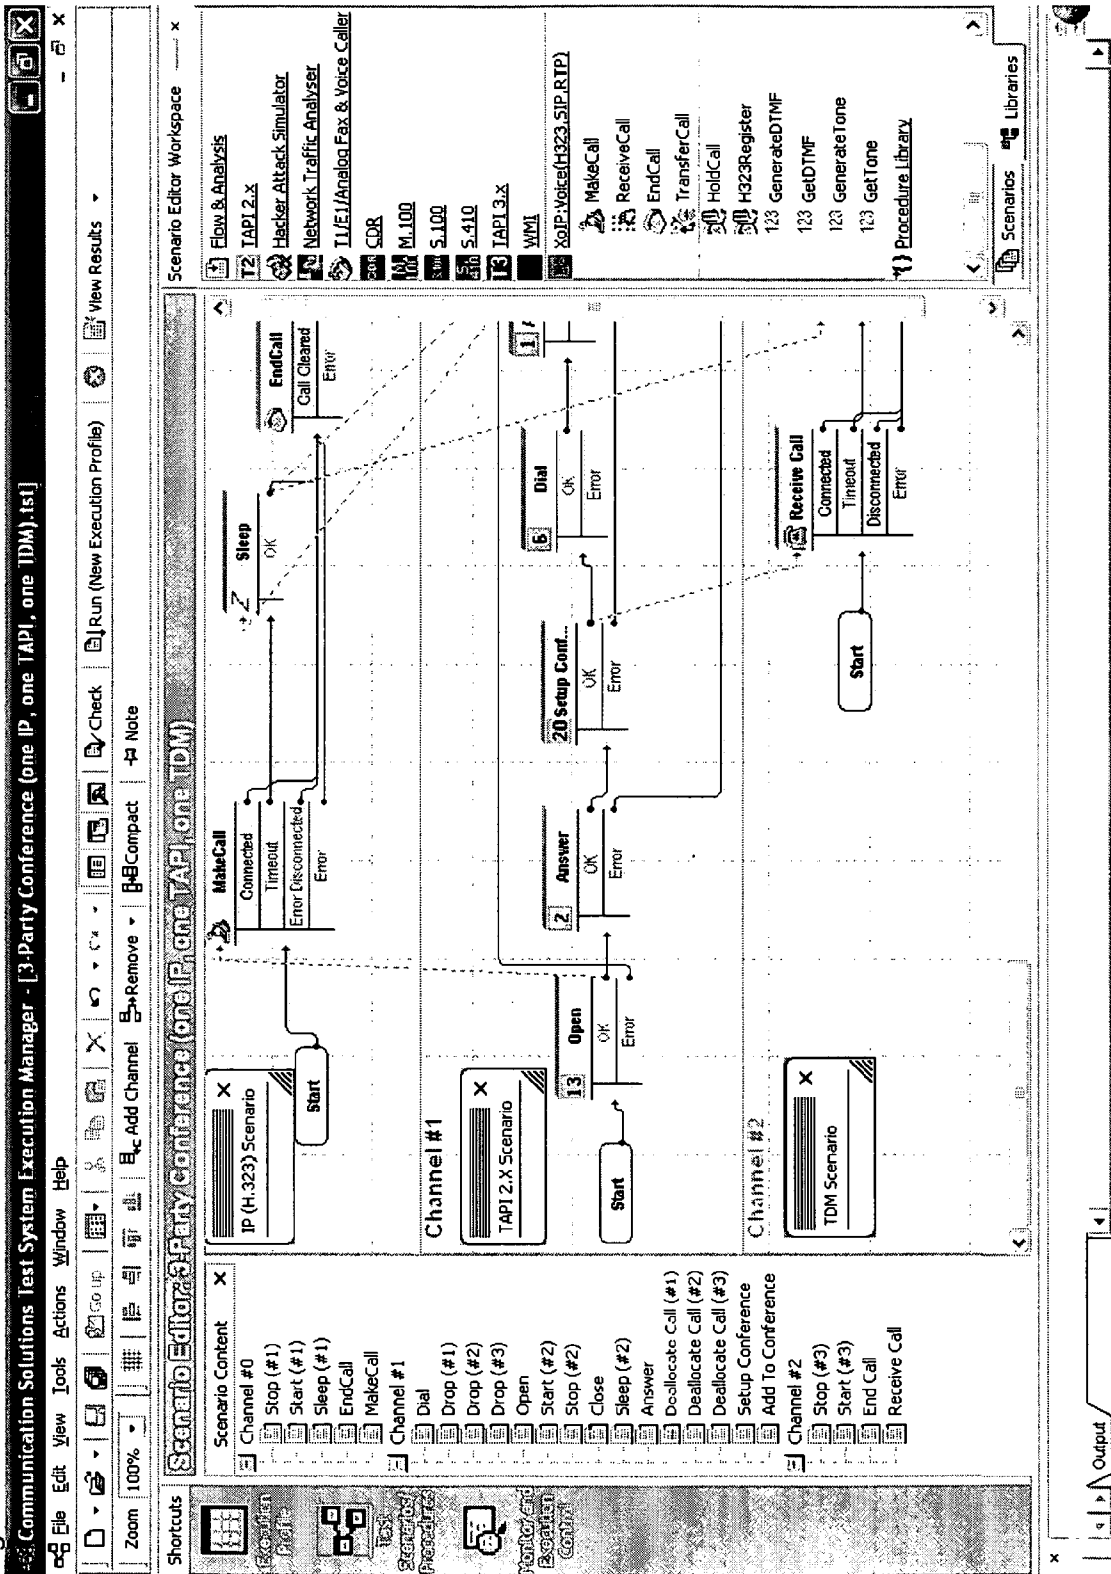 Communication Solutions Test System Execution Manager - [3-Party Conference (one IP, one TAPI, one TDM).tst]
File Edit View Tools Actions Window Help
Go up Check Run (New Execution Profile) View Results
Zoom 100% Add Channel Remove Compact Note
Shortcuts
Execution Profile
Test Scenarios/Procedures
Monitor and Execution Control
Scenario Editor: 3-Party Conference (one IP, one TAPI, one TDM)
Scenario Content
Channel #0
Stop (#1)
Start (#1)
Sleep (#1)
EndCall
MakeCall
Channel #1
Dial
Drop (#1)
Drop (#2)
Drop (#3)
Open
Start (#2)
Stop (#2)
Close
Sleep (#2)
Answer
Deallocate Call (#1)
Deallocate Call (#2)
Deallocate Call (#3)
Setup Conference
Add To Conference
Channel #2
Stop (#3)
Start (#3)
End Call
Receive Call
IP (H.323) Scenario
Start
MakeCall
Connected
Timeout
Error Disconnected
Error
Sleep
OK
EndCall
Call Cleared
Error
Channel #1
TAPI 2.X Scenario
Start
13 Open
OK
Error
2 Answer
OK
Error
20 Setup Conf...
OK
Error
6 Dial
OK
Error
1
Channel #2
TDM Scenario
Start
Receive Call
Connected
Timeout
Disconnected
Error
Scenario Editor Workspace
Flow & Analysis
T2 TAPI 2.x
Hacker Attack Simulator
Network Traffic Analyser
T1/E1/Analog Fax & Voice Caller
CDR
M.100
S.100
S.410
T3 TAPI 3.x
WMI
XoIP:Voice(H323,SIP,RTP)
MakeCall
ReceiveCall
EndCall
TransferCall
HoldCall
H323Register
123 GenerateDTMF
123 GetDTMF
123 GenerateTone
123 GetTone
Procedure Library
Scenarios Libraries
Output